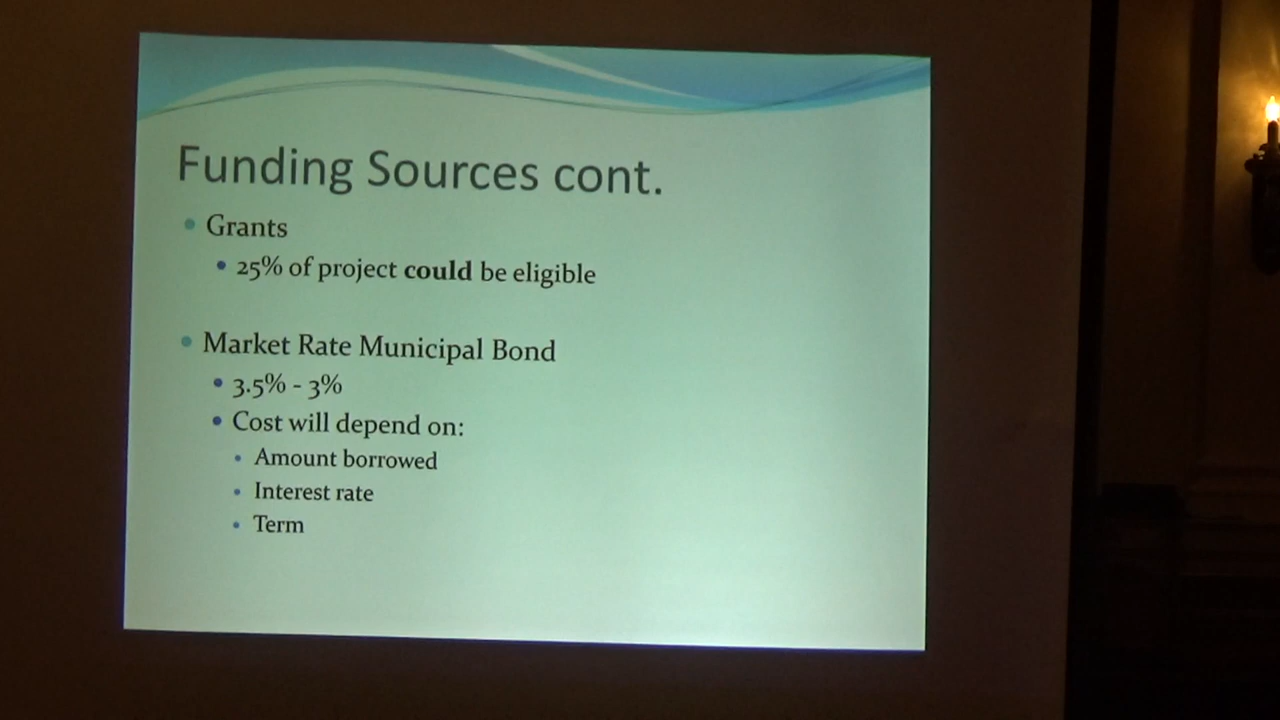 Funding Sources cont.
• Grants
• 25% of project could be eligible
• Market Rate Municipal Bond
• 3.5% - 3%
• Cost will depend on:
• Amount borrowed
• Interest rate
• Term